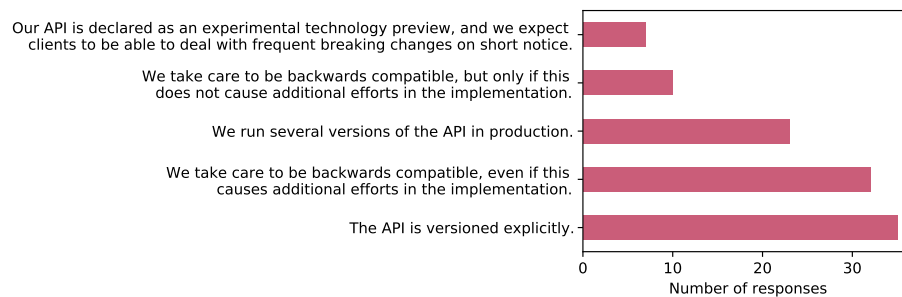 Our API is declared as an experimental technology preview, and we expect
clients to be able to deal with frequent breaking changes on short notice.
We take care to be backwards compatible, but only if this
does not cause additional efforts in the implementation.
We run several versions of the API in production.
We take care to be backwards compatible, even if this
causes additional efforts in the implementation.
The API is versioned explicitly.
0 10 20 30
Number of responses